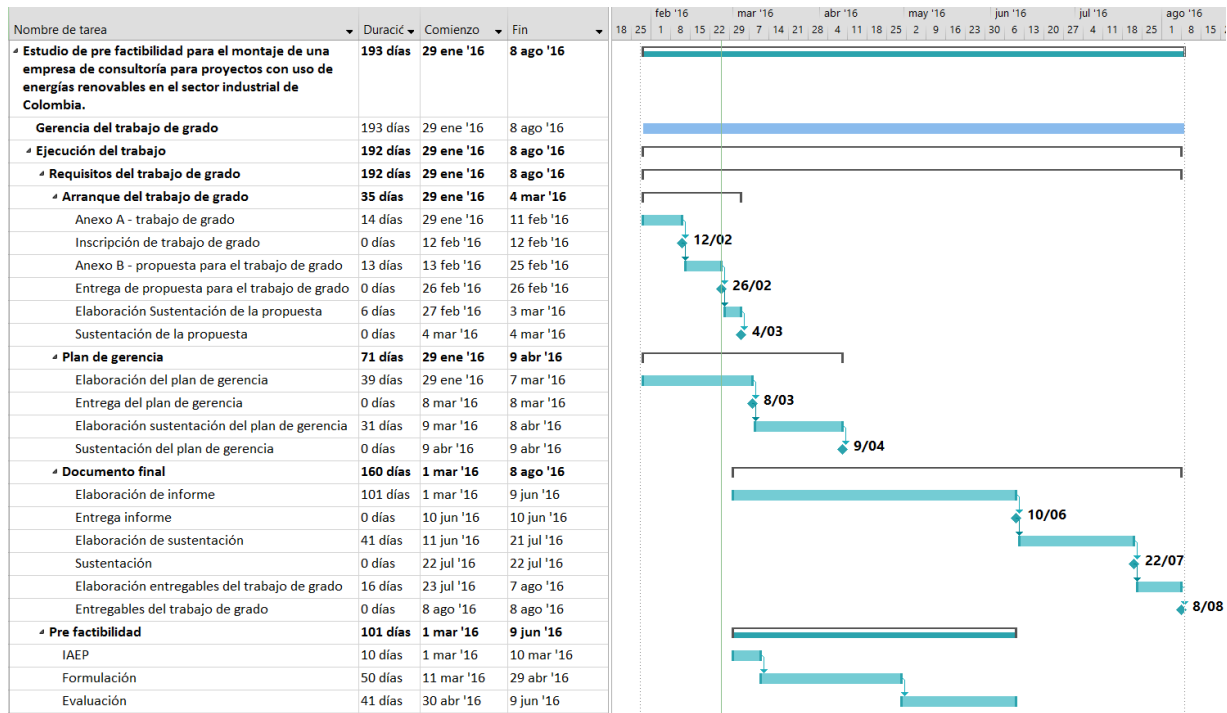 feb '16 mar '16 abr '16 may '16 jun '16 jul '16 ago '16
Nombre de tarea Duracić Comienzo Fin 18 25 1 8 15 22 29 7 14 21 28 4 11 18 25 2 9 16 23 30 6 13 20 27 4 11 18 25 1 8 15
Estudio de pre factibilidad para el montaje de una 193 días 29 ene '16 8 ago '16
empresa de consultoría para proyectos con uso de
energías renovables en el sector industrial de
Colombia.
Gerencia del trabajo de grado 193 días 29 ene '16 8 ago '16
Ejecución del trabajo 192 días 29 ene '16 8 ago '16
Requisitos del trabajo de grado 192 días 29 ene '16 8 ago '16
Arranque del trabajo de grado 35 días 29 ene '16 4 mar '16
Anexo A - trabajo de grado 14 días 29 ene '16 11 feb '16
Inscripción de trabajo de grado 0 días 12 feb '16 12 feb '16 12/02
Anexo B - propuesta para el trabajo de grado 13 días 13 feb '16 25 feb '16
Entrega de propuesta para el trabajo de grado 0 días 26 feb '16 26 feb '16 26/02
Elaboración Sustentación de la propuesta 6 días 27 feb '16 3 mar '16
Sustentación de la propuesta 0 días 4 mar '16 4 mar '16 4/03
Plan de gerencia 71 días 29 ene '16 9 abr '16
Elaboración del plan de gerencia 39 días 29 ene '16 7 mar '16
Entrega del plan de gerencia 0 días 8 mar '16 8 mar '16 8/03
Elaboración sustentación del plan de gerencia 31 días 9 mar '16 8 abr '16
Sustentación del plan de gerencia 0 días 9 abr '16 9 abr '16 9/04
Documento final 160 días 1 mar '16 8 ago '16
Elaboración de informe 101 días 1 mar '16 9 jun '16
Entrega informe 0 días 10 jun '16 10 jun '16 10/06
Elaboración de sustentación 41 días 11 jun '16 21 jul '16
Sustentación 0 días 22 jul '16 22 jul '16 22/07
Elaboración entregables del trabajo de grado 16 días 23 jul '16 7 ago '16
Entregables del trabajo de grado 0 días 8 ago '16 8 ago '16 8/08
Pre factibilidad 101 días 1 mar '16 9 jun '16
IAEP 10 días 1 mar '16 10 mar '16
Formulación 50 días 11 mar '16 29 abr '16
Evaluación 41 días 30 abr '16 9 jun '16